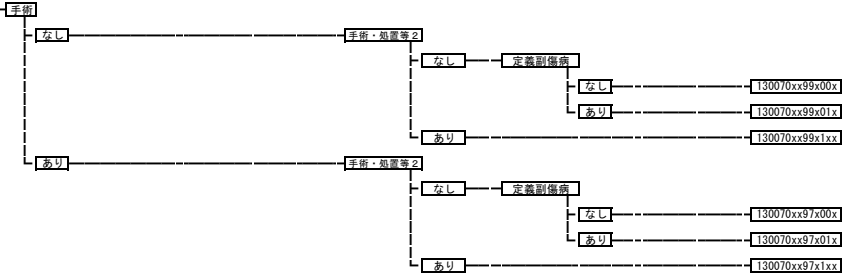 手術
なし 手術・処置等2
なし 定義副傷病
なし 130070xx99x00x
あり 130070xx99x01x
あり 130070xx99x1xx
あり 手術・処置等2
なし 定義副傷病
なし 130070xx97x00x
あり 130070xx97x01x
あり 130070xx97x1xx